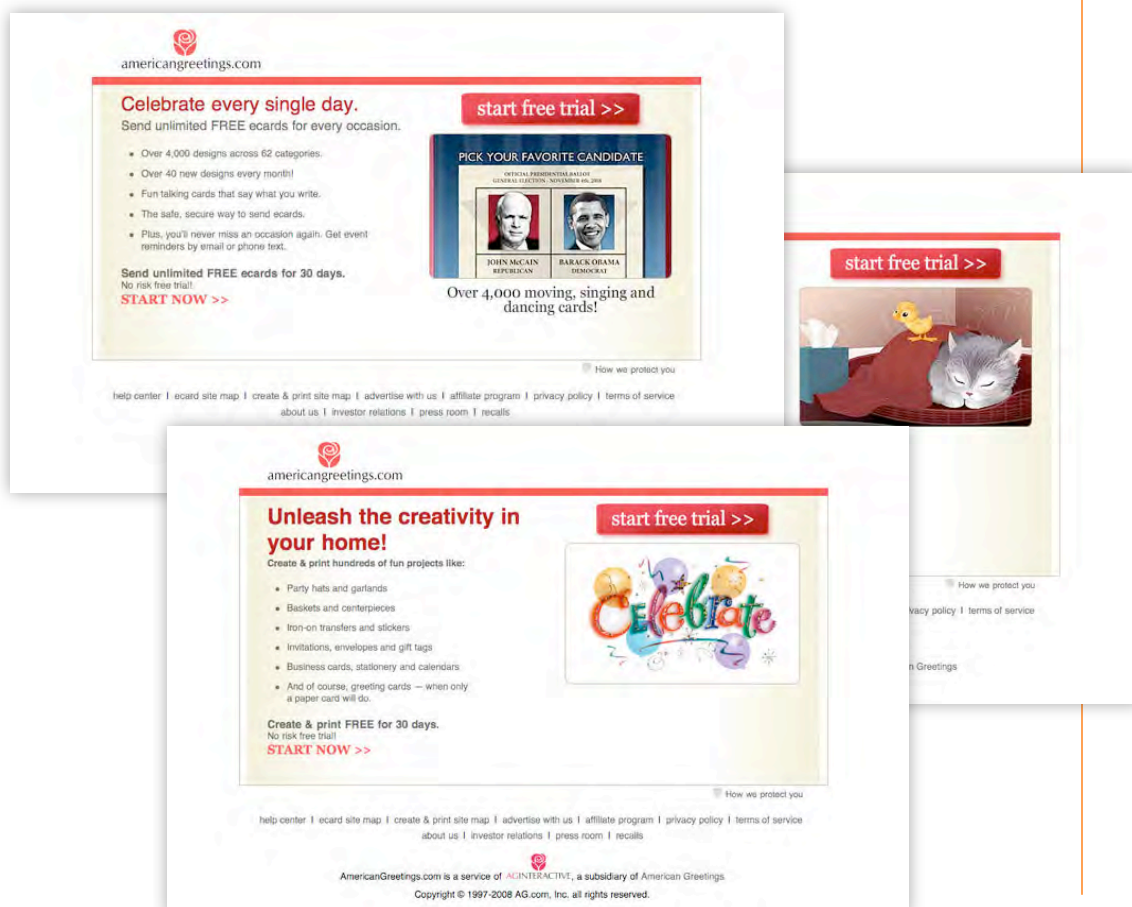 americangreetings.com
Celebrate every single day.
Send unlimited FREE ecards for every occasion.
Over 4,000 designs across 62 categories.
Over 40 new designs every month!
Fun talking cards that say what you write.
The safe, secure way to send ecards.
Plus, you'll never miss an occasion again. Get event
reminders by email or phone text.
Send unlimited FREE ecards for 30 days.
No risk free trial!
START NOW >>
start free trial >>
PICK YOUR FAVORITE CANDIDATE
OFFICIAL PRESIDENTIAL BALLOT
GENERAL ELECTION - NOVEMBER 4th, 2008
JOHN McCAIN
REPUBLICAN
BARACK OBAMA
DEMOCRAT
Over 4,000 moving, singing and
dancing cards!
How we protect you
help center | ecard site map | create & print site map | advertise with us | affiliate program | privacy policy | terms of service
about us | investor relations | press room | recalls
start free trial >>
How we protect you
vacy policy | terms of service
n Greetings
americangreetings.com
Unleash the creativity in
your home!
Create & print hundreds of fun projects like:
Party hats and garlands
Baskets and centerpieces
Iron-on transfers and stickers
Invitations, envelopes and gift tags
Business cards, stationery and calendars
And of course, greeting cards — when only
a paper card will do.
Create & print FREE for 30 days.
No risk free trial!
START NOW >>
start free trial >>
Celebrate
How we protect you
help center | ecard site map | create & print site map | advertise with us | affiliate program | privacy policy | terms of service
about us | investor relations | press room | recalls
AmericanGreetings.com is a service of AGINTERACTIVE, a subsidiary of American Greetings
Copyright © 1997-2008 AG.com, Inc. all rights reserved.